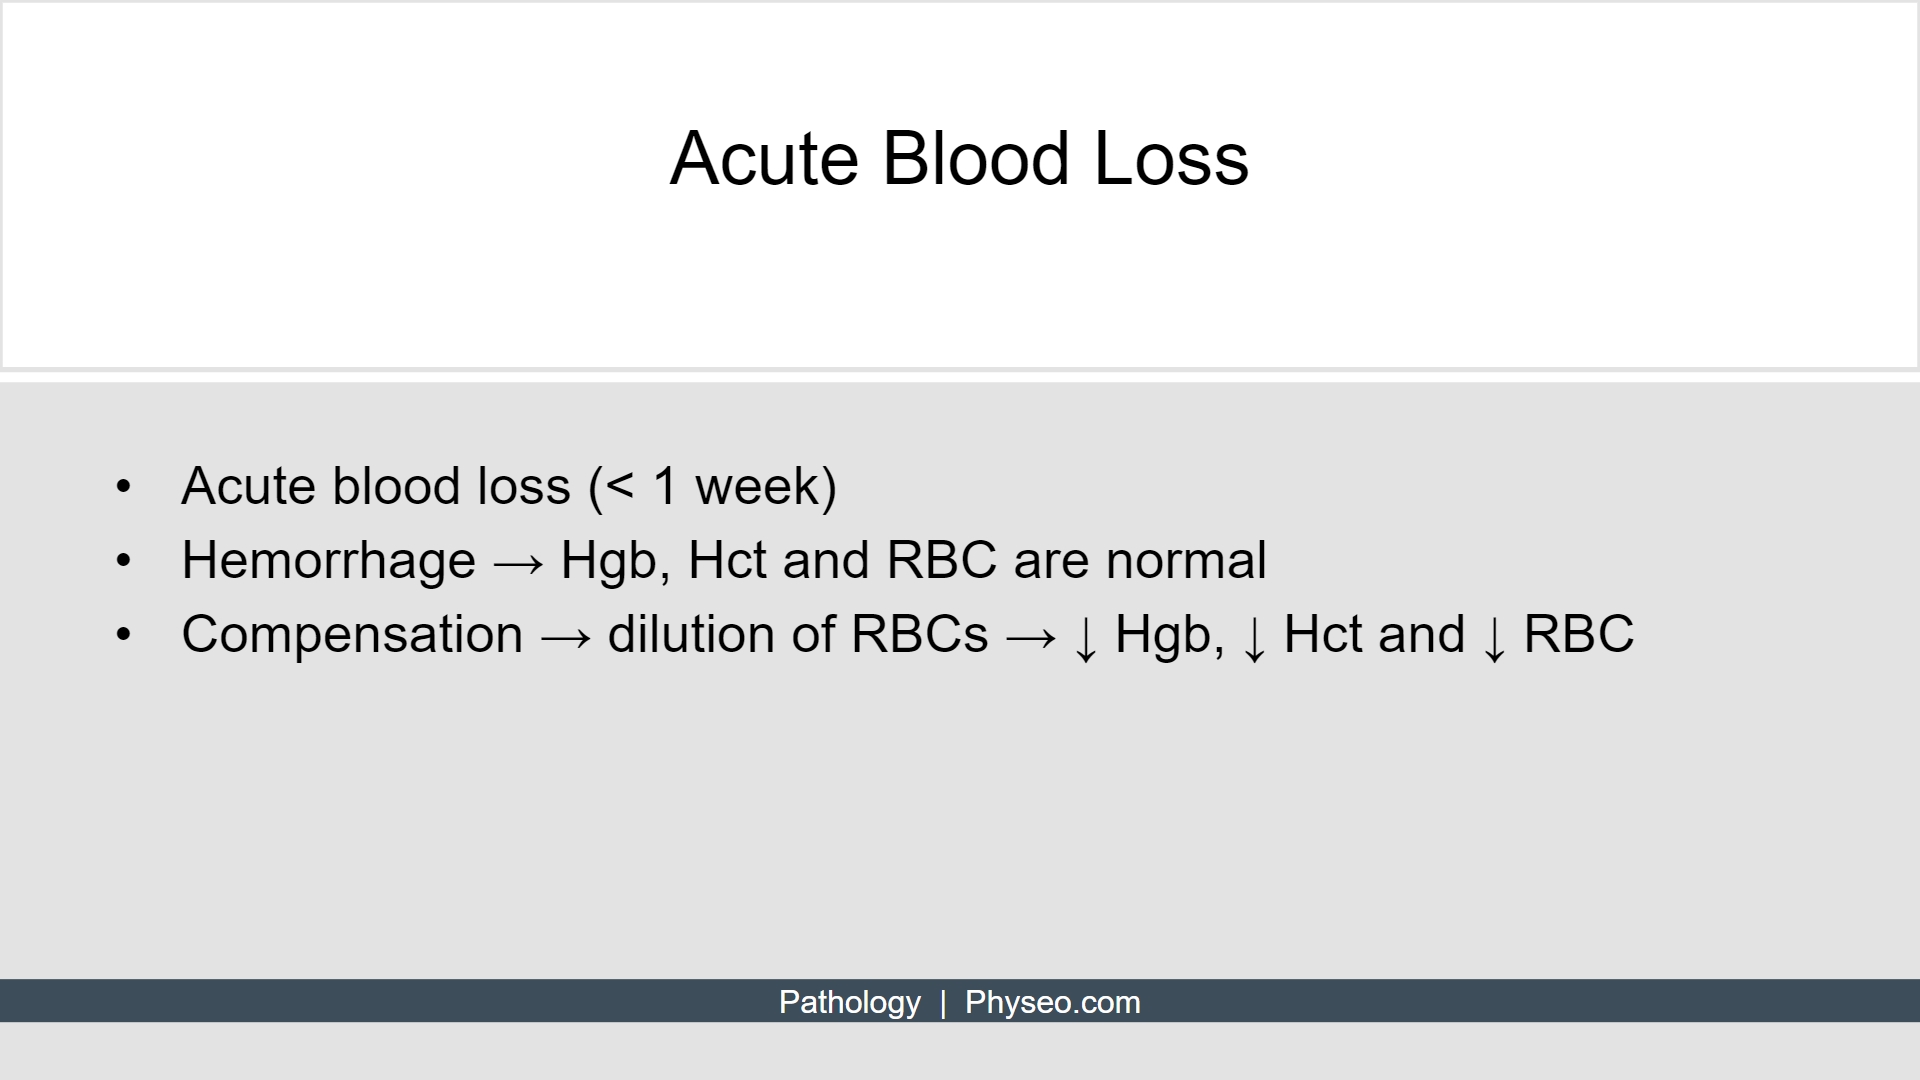 Acute Blood Loss
• Acute blood loss (< 1 week)
• Hemorrhage → Hgb, Hct and RBC are normal
• Compensation → dilution of RBCs → ↓ Hgb, ↓ Hct and ↓ RBC
Pathology | Physeo.com